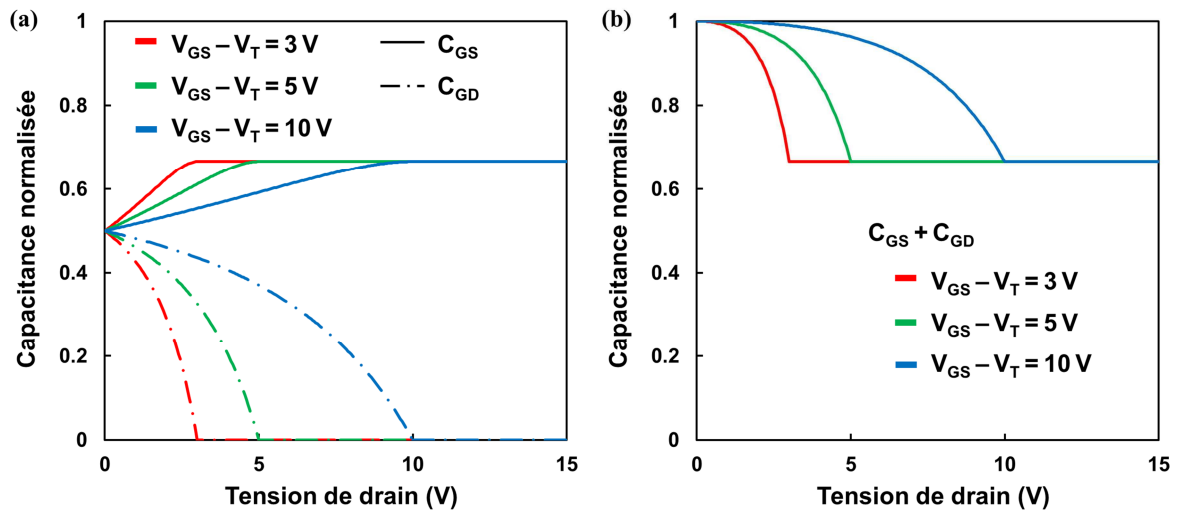 (a)
Capacitance normalisée
1
0.8
0.6
0.4
0.2
0
V_GS – V_T = 3 V
V_GS – V_T = 5 V
V_GS – V_T = 10 V
C_GS
C_GD
0 5 10 15
Tension de drain (V)
(b)
Capacitance normalisée
1
0.8
0.6
0.4
0.2
0
C_GS + C_GD
V_GS – V_T = 3 V
V_GS – V_T = 5 V
V_GS – V_T = 10 V
0 5 10 15
Tension de drain (V)